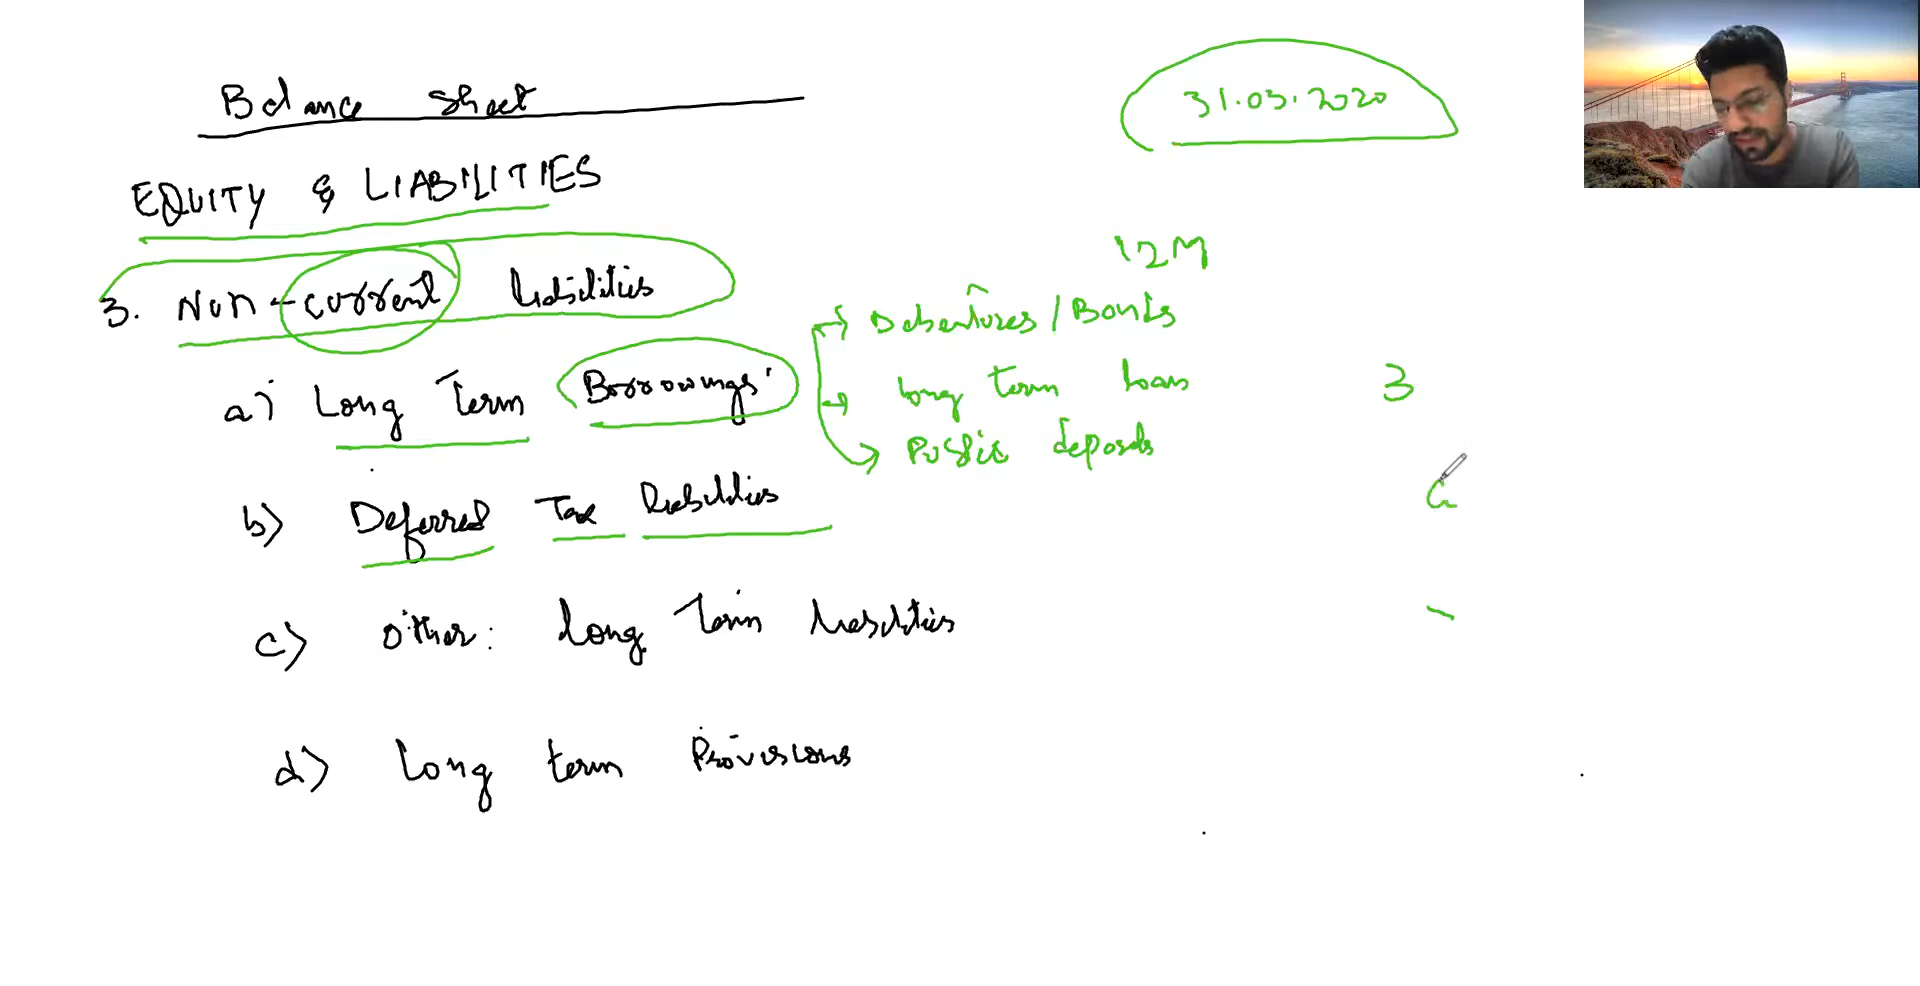 Balance Sheet
31.03.2020
EQUITY & LIABILITIES
12M
3. Non-current liabilities
→ Debentures / Bonds
a) Long Term Borrowings
→ long term loan
3
→ Public deposits
b) Deferred Tax Liabilities
c) Other: Long Term Liabilities
d) Long term Provisions